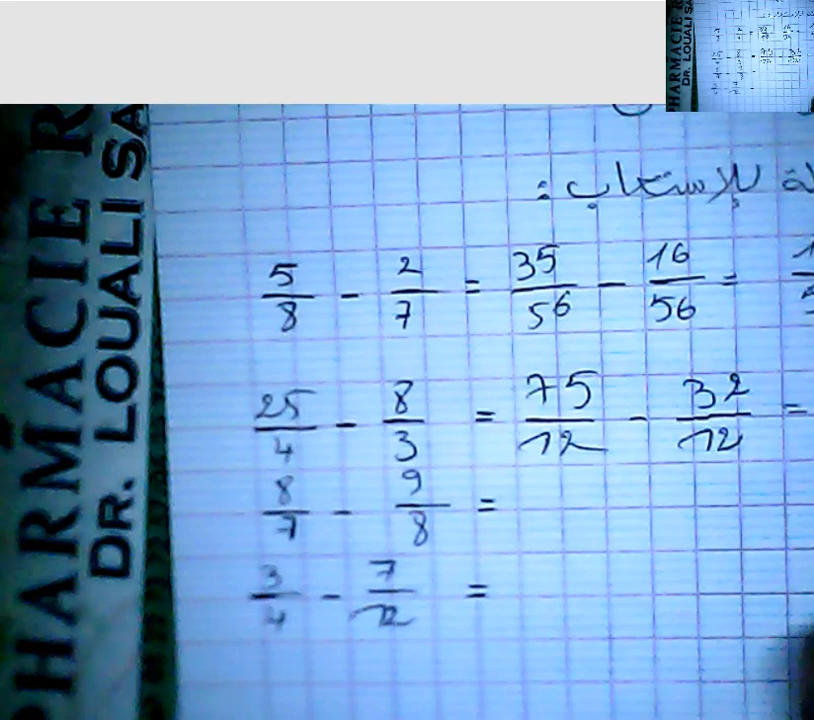 PHARMACIE R
DR. LOUALI SA
للإستيعاب :
5/8 - 2/7 = 35/56 - 16/56 =
25/4 - 8/3 = 75/12 - 32/12 =
8/7 - 9/8 =
3/4 - 7/12 =